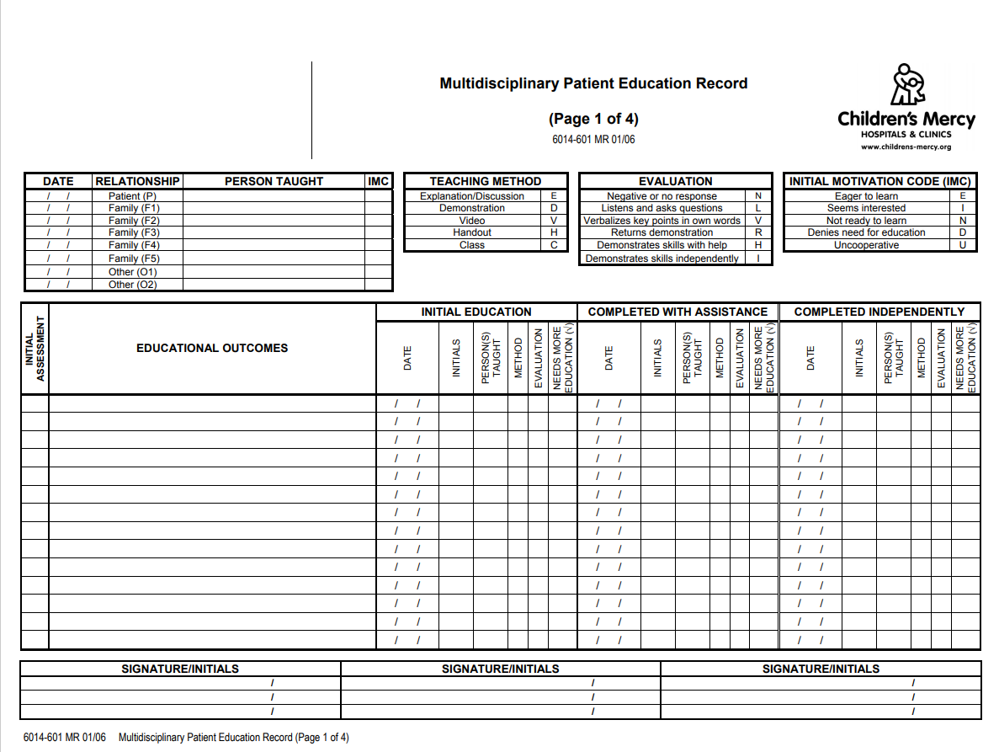 Multidisciplinary Patient Education Record
(Page 1 of 4)
6014-601 MR 01/06
Children's Mercy
HOSPITALS & CLINICS
www.childrens-mercy.org
DATE RELATIONSHIP PERSON TAUGHT IMC
/ / Patient (P)
/ / Family (F1)
/ / Family (F2)
/ / Family (F3)
/ / Family (F4)
/ / Family (F5)
/ / Other (O1)
/ / Other (O2)
TEACHING METHOD
Explanation/Discussion E
Demonstration D
Video V
Handout H
Class C
EVALUATION
Negative or no response N
Listens and asks questions L
Verbalizes key points in own words V
Returns demonstration R
Demonstrates skills with help H
Demonstrates skills independently I
INITIAL MOTIVATION CODE (IMC)
Eager to learn E
Seems interested I
Not ready to learn N
Denies need for education D
Uncooperative U
INITIAL
ASSESSMENT
EDUCATIONAL OUTCOMES
INITIAL EDUCATION
DATE
INITIALS
PERSON(S)
TAUGHT
METHOD
EVALUATION
NEEDS MORE
EDUCATION (√)
COMPLETED WITH ASSISTANCE
DATE
INITIALS
PERSON(S)
TAUGHT
METHOD
EVALUATION
NEEDS MORE
EDUCATION (√)
COMPLETED INDEPENDENTLY
DATE
INITIALS
PERSON(S)
TAUGHT
METHOD
EVALUATION
NEEDS MORE
EDUCATION (√)
/ / / / / /
/ / / / / /
/ / / / / /
/ / / / / /
/ / / / / /
/ / / / / /
/ / / / / /
/ / / / / /
/ / / / / /
/ / / / / /
/ / / / / /
/ / / / / /
/ / / / / /
/ / / / / /
SIGNATURE/INITIALS SIGNATURE/INITIALS SIGNATURE/INITIALS
/ / /
/ / /
/ / /
6014-601 MR 01/06 Multidisciplinary Patient Education Record (Page 1 of 4)